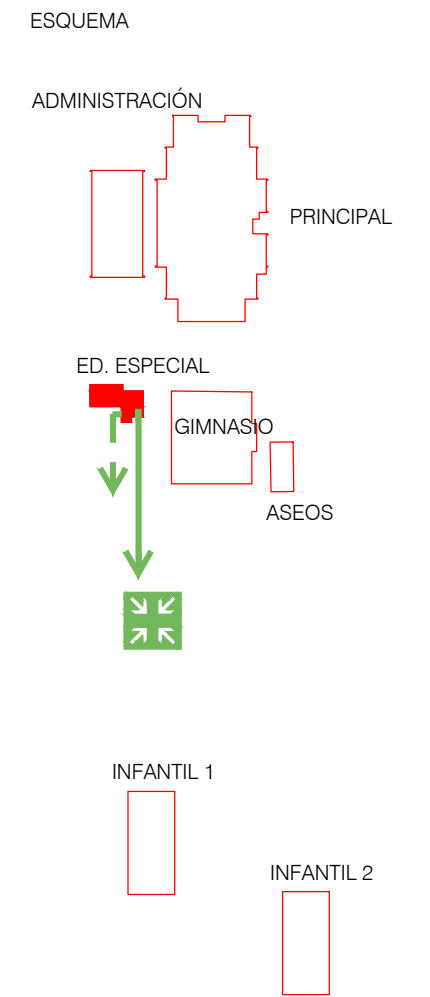 ESQUEMA
ADMINISTRACIÓN
PRINCIPAL
ED. ESPECIAL
GIMNASIO
ASEOS
INFANTIL 1
INFANTIL 2